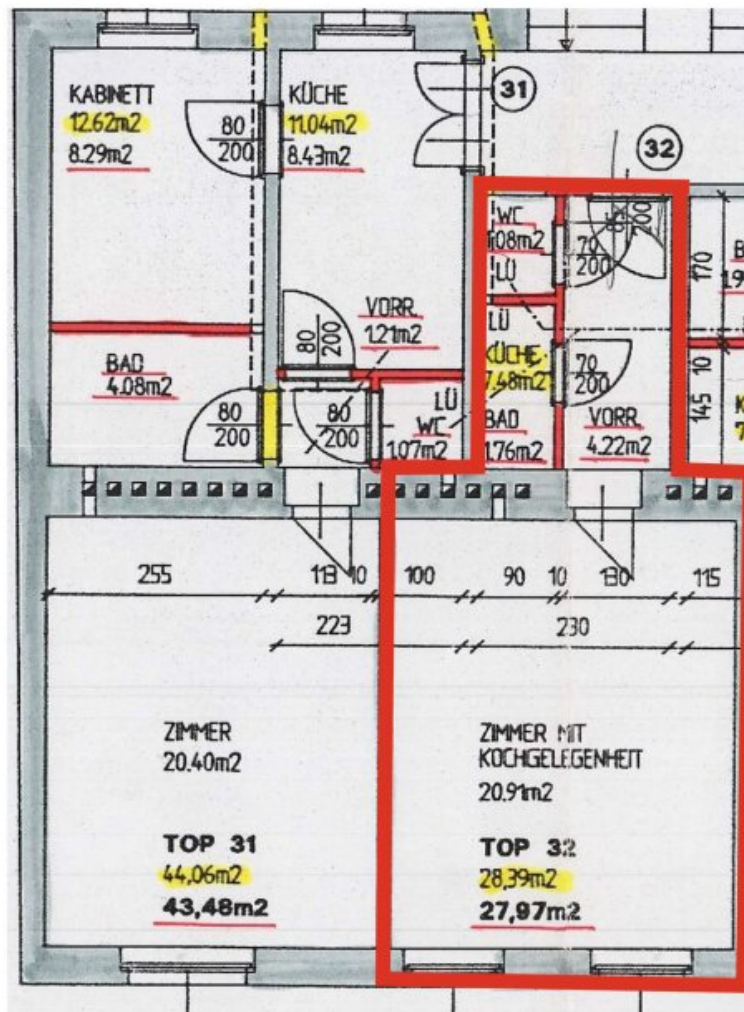 KABINETT
12.62m2
8.29m2
80
200
KÜCHE
11.04m2
8.43m2
31
32
WC
1.08m2
LÜ
70
200
85
200
170
VORR.
1.21m2
80
200
BAD
4.08m2
80
200
80
200
LÜ
WC
1.07m2
LÜ
KÜCHE
7.48m2
BAD
1.76m2
70
200
VORR.
4.22m2
10
145
255
113
10
100
90
10
130
115
223
230
ZIMMER
20.40m2
TOP 31
44,06m2
43,48m2
ZIMMER MIT
KOCHGELEGENHEIT
20.91m2
TOP 32
28,39m2
27,97m2